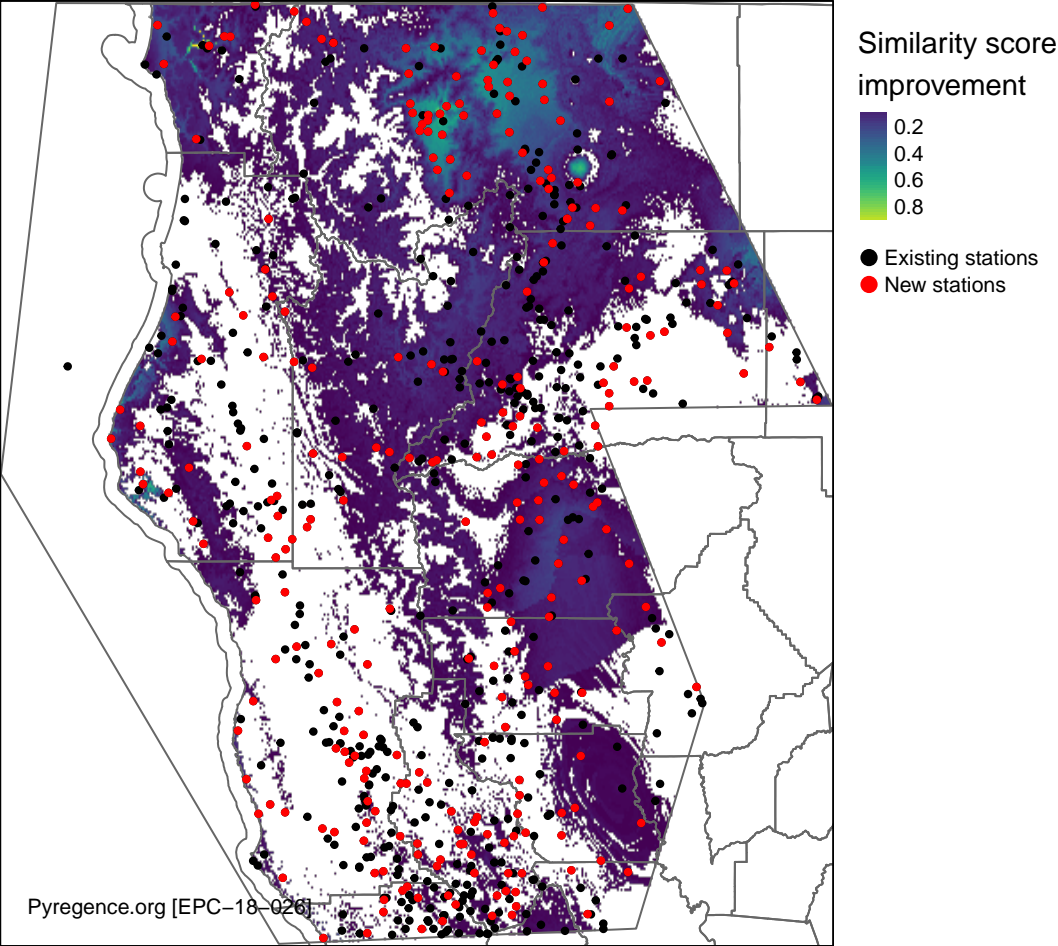 Similarity score
improvement
0.2
0.4
0.6
0.8
Existing stations
New stations
Pyregence.org [EPC−18−026]